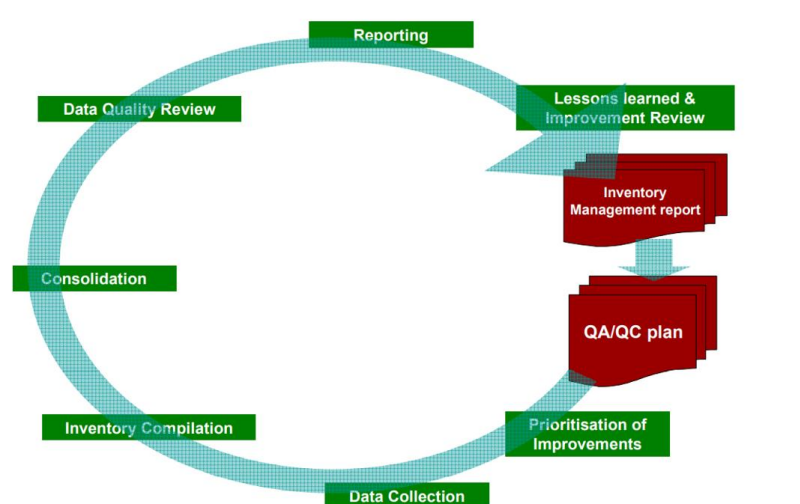 Reporting
Data Quality Review
Lessons learned &
Improvement Review
Inventory
Management report
Consolidation
QA/QC plan
Inventory Compilation
Prioritisation of
Improvements
Data Collection